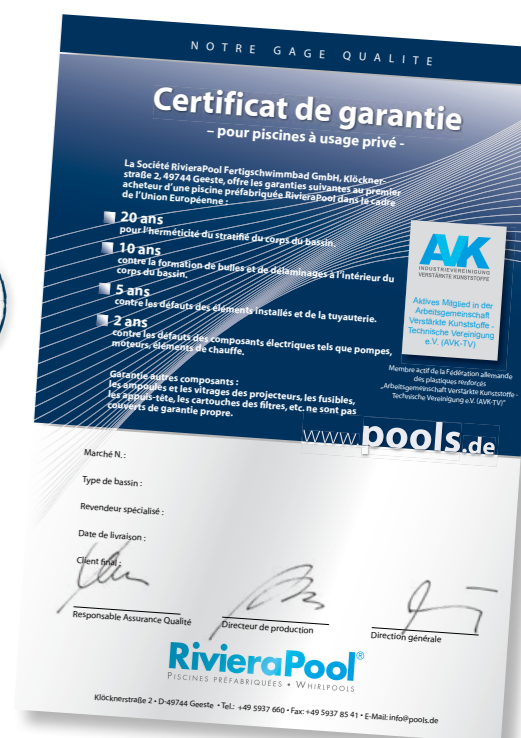 NOTRE GAGE QUALITE
Certificat de garantie
– pour piscines à usage privé -
La Société RivieraPool Fertigschwimmbad GmbH, Klöckner-
straße 2, 49744 Geeste, offre les garanties suivantes au premier
acheteur d'une piscine préfabriquée RivieraPool dans le cadre
de l'Union Européenne :
20 ans
pour l'herméticité du stratifié du corps du bassin.
10 ans
contre la formation de bulles et de délaminages à l'intérieur du
corps du bassin.
5 ans
contre les défauts des éléments installés et de la tuyauterie.
2 ans
contre les défauts des composants électriques tels que pompes,
moteurs, éléments de chauffe.
Garantie autres composants :
les ampoules et les vitrages des projecteurs, les fusibles,
les appuis-tête, les cartouches des filtres, etc. ne sont pas
couverts de garantie propre.
AVK
INDUSTRIEVEREINIGUNG
VERSTÄRKTE KUNSTSTOFFE
Aktives Mitglied in der
Arbeitsgemeinschaft
Verstärkte Kunststoffe -
Technische Vereinigung
e.V. (AVK-TV)
Membre actif de la Fédération allemande
des plastiques renforcés
„Arbeitsgemeinschaft Verstärkte Kunststoffe -
Technische Vereinigung e.V. (AVK-TV)"
www.pools.de
Marché N. :
Type de bassin :
Revendeur spécialisé :
Date de livraison :
Client final :
Responsable Assurance Qualité
Directeur de production
Direction générale
RivieraPool®
PISCINES PRÉFABRIQUÉES • WHIRLPOOLS
Klöcknerstraße 2 • D-49744 Geeste • Tel.: +49 5937 660 • Fax: +49 5937 85 41 • E-Mail: info@pools.de